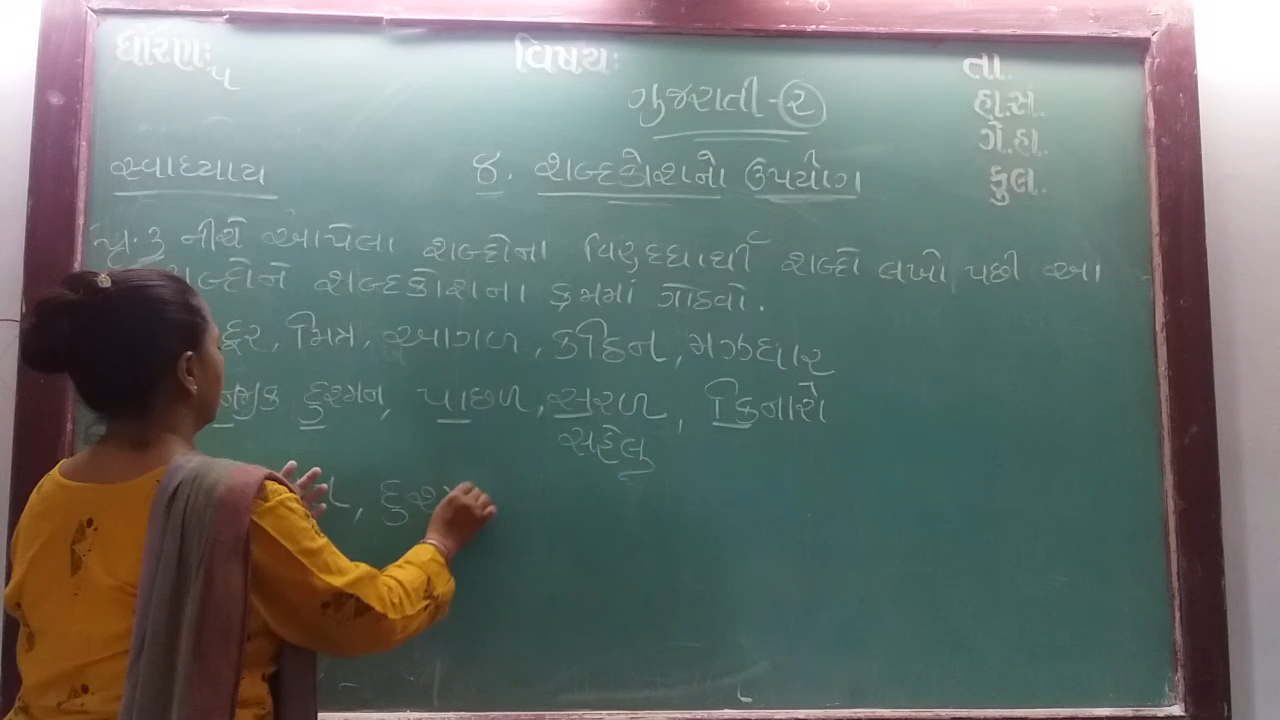 ધોરણઃ ૫ વિષયઃ તા.
ગુજરાતી-૨ હા.સં.
ગે.હા.
સ્વાધ્યાય ૪. શબ્દકોશનો ઉપયોગ કુલ.
પ્ર.૩ નીચે આપેલા શબ્દોના વિરુદ્ધાર્થી શબ્દો લખો પછી આ
શબ્દોને શબ્દકોશના ક્રમમાં ગોઠવો.
દૂર, મિત્ર, આગળ, કઠિન, મઝધાર
દુશ્મન, પાછળ, સરળ, કિનારો
સહેલુ